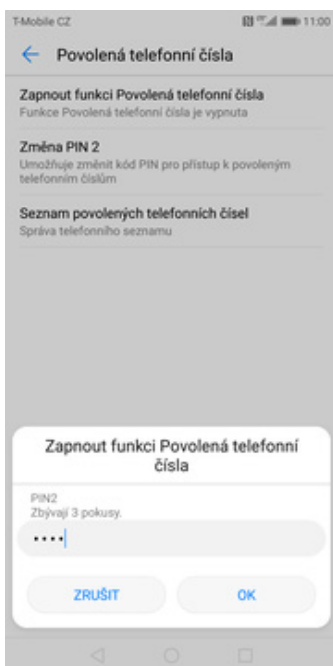 T-Mobile CZ 11:00
Povolená telefonní čísla
Zapnout funkci Povolená telefonní čísla
Funkce Povolená telefonní čísla je vypnuta
Změna PIN 2
Umožňuje změnit kód PIN pro přístup k povoleným
telefonním číslům
Seznam povolených telefonních čísel
Správa telefonního seznamu
Zapnout funkci Povolená telefonní
čísla
PIN2
Zbývají 3 pokusy.
••••
ZRUŠIT OK